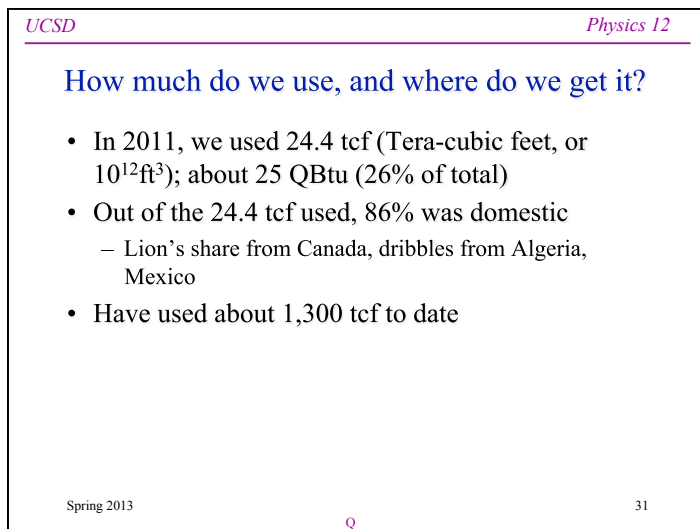 UCSD Physics 12
How much do we use, and where do we get it?
• In 2011, we used 24.4 tcf (Tera-cubic feet, or
10¹²ft³); about 25 QBtu (26% of total)
• Out of the 24.4 tcf used, 86% was domestic
– Lion's share from Canada, dribbles from Algeria,
Mexico
• Have used about 1,300 tcf to date
Spring 2013 31
Q